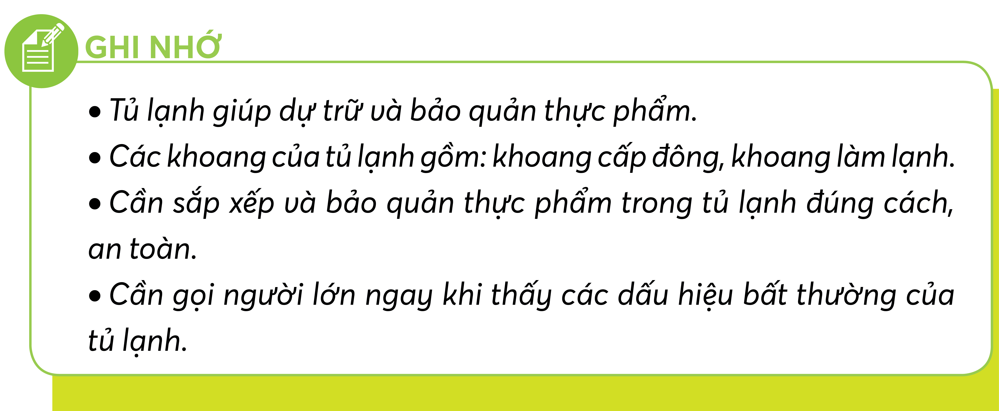 GHI NHỚ
• Tủ lạnh giúp dự trữ và bảo quản thực phẩm.
• Các khoang của tủ lạnh gồm: khoang cấp đông, khoang làm lạnh.
• Cần sắp xếp và bảo quản thực phẩm trong tủ lạnh đúng cách,
an toàn.
• Cần gọi người lớn ngay khi thấy các dấu hiệu bất thường của
tủ lạnh.